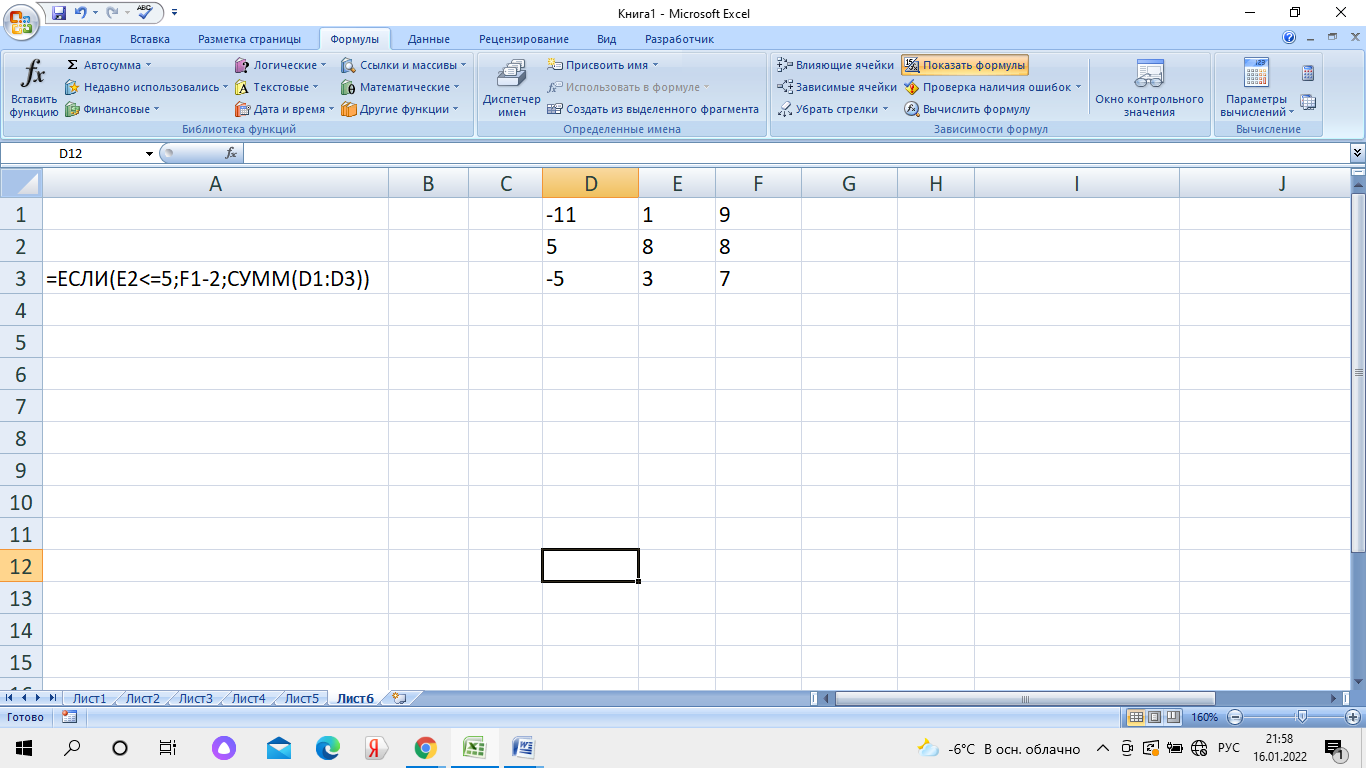 ABC
Книга1 - Microsoft Excel
Главная Вставка Разметка страницы Формулы Данные Рецензирование Вид Разработчик
fx Вставить функцию
Σ Автосумма
Недавно использовались
Финансовые
Логические
Текстовые
Дата и время
Ссылки и массивы
Математические
Другие функции
Библиотека функций
Диспетчер имен
Присвоить имя
Использовать в формуле
Создать из выделенного фрагмента
Определенные имена
Влияющие ячейки
Зависимые ячейки
Убрать стрелки
Показать формулы
Проверка наличия ошибок
Вычислить формулу
Окно контрольного значения
Зависимости формул
Параметры вычислений
Вычисление
D12 fx
A B C D E F G H I J
1 -11 1 9
2 5 8 8
3 =ЕСЛИ(E2<=5;F1-2;СУММ(D1:D3)) -5 3 7
4
5
6
7
8
9
10
11
12
13
14
15
Лист1 Лист2 Лист3 Лист4 Лист5 Лист6
Готово 160%
-6°C В осн. облачно РУС 21:58
16.01.2022 1